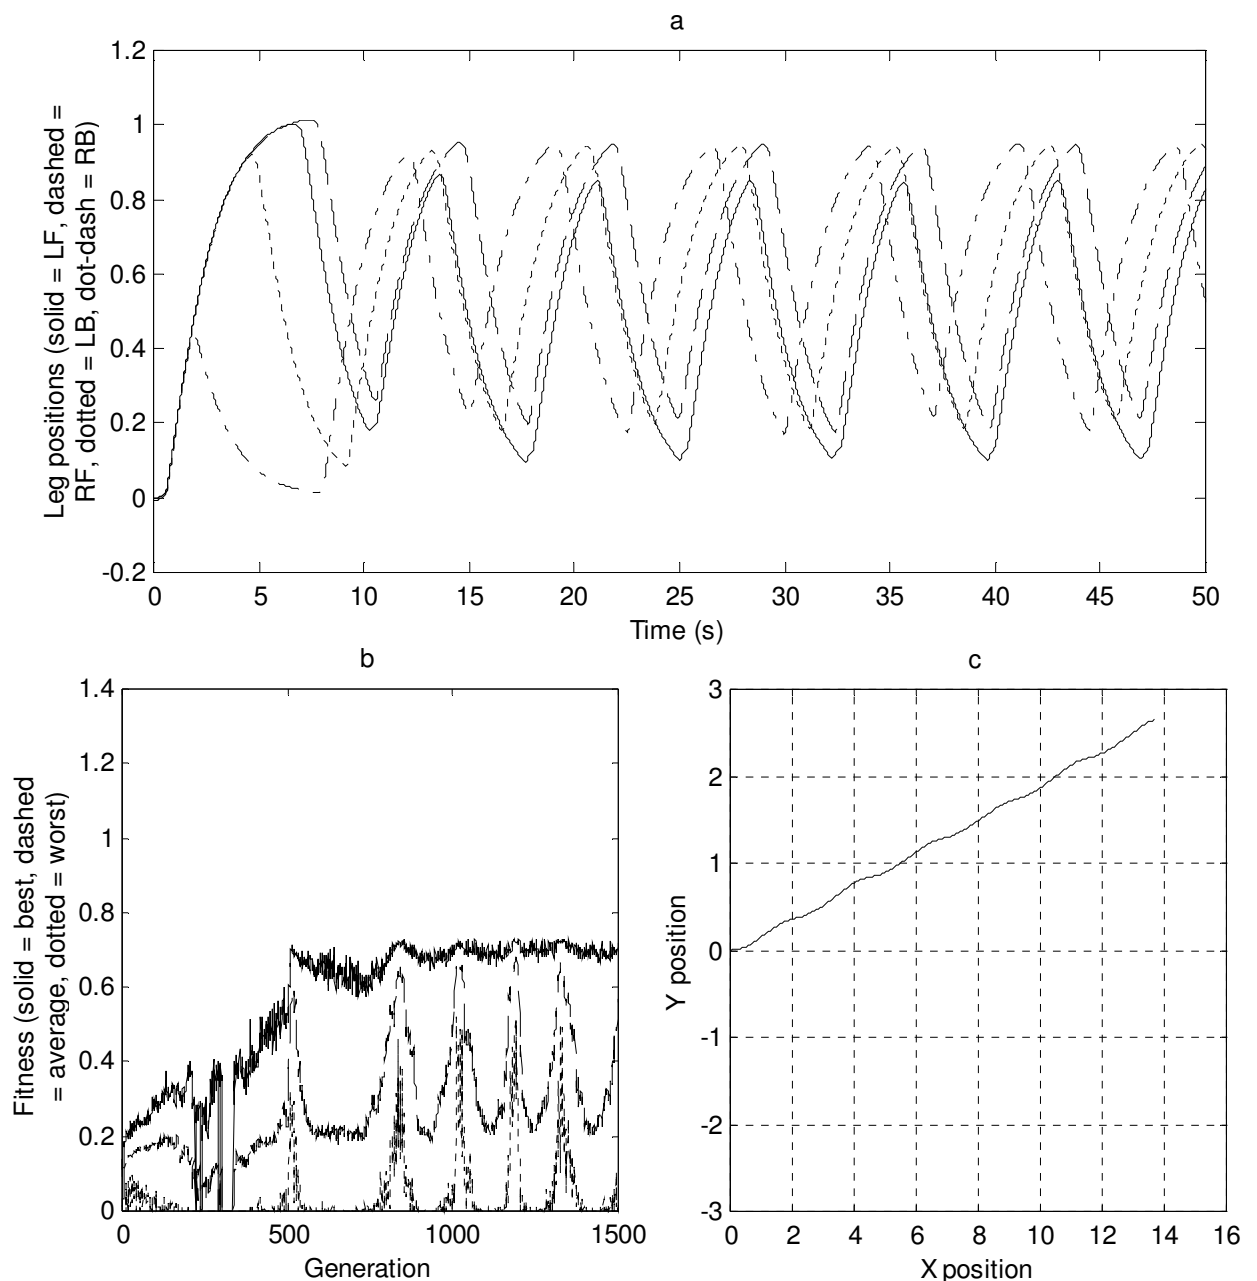 a
1.2
1
0.8
0.6
0.4
0.2
0
-0.2
Leg positions (solid = LF, dashed =
RF, dotted = LB, dot-dash = RB)
0 5 10 15 20 25 30 35 40 45 50
Time (s)
b
1.4
1.2
1
0.8
0.6
0.4
0.2
0
Fitness (solid = best, dashed
= average, dotted = worst)
0 500 1000 1500
Generation
c
3
2
1
0
-1
-2
-3
Y position
0 2 4 6 8 10 12 14 16
X position